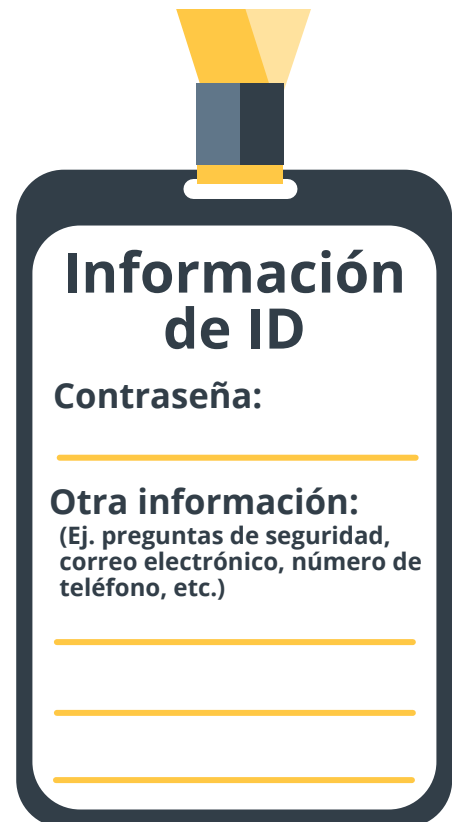 Información
de ID
Contraseña:
Otra información:
(Ej. preguntas de seguridad,
correo electrónico, número de
teléfono, etc.)